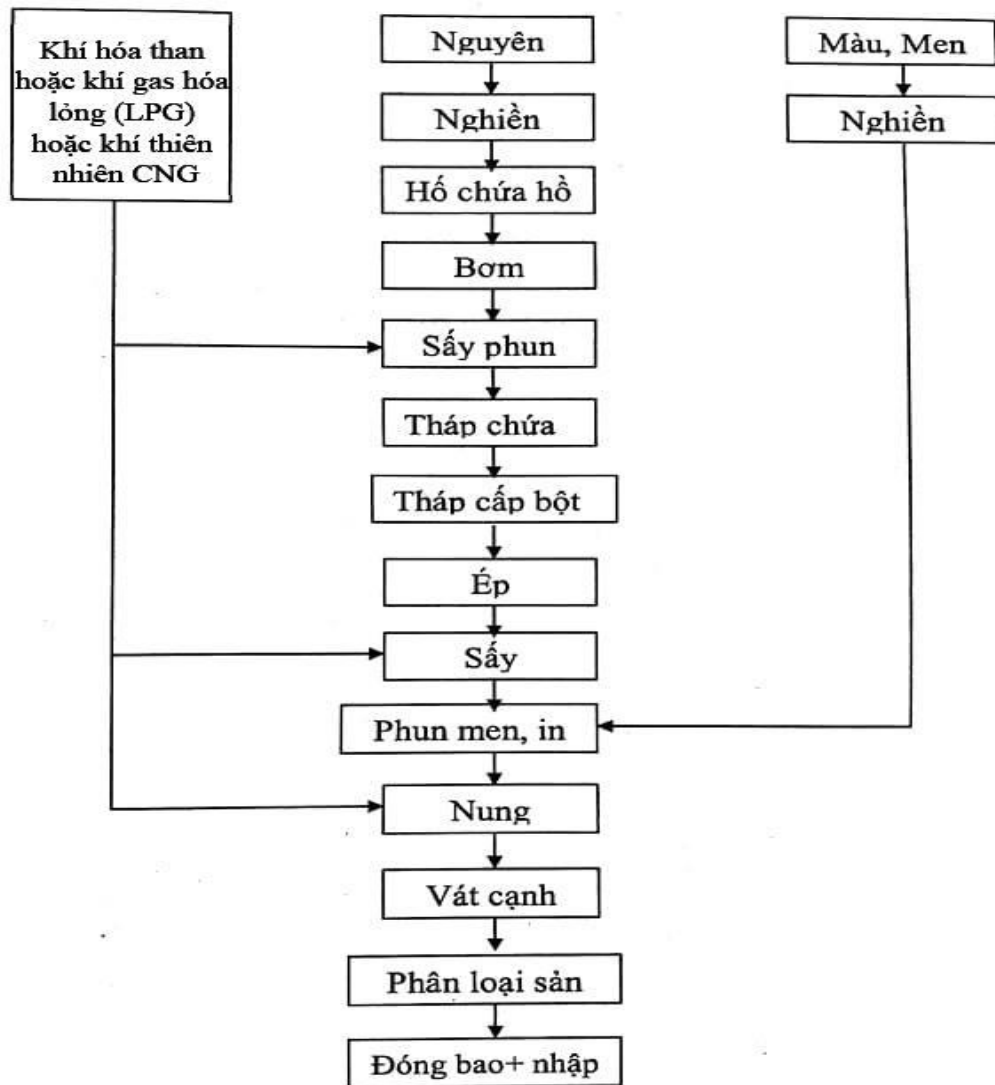 Khí hóa than
hoặc khí gas hóa
lỏng (LPG)
hoặc khí thiên
nhiên CNG
Nguyên
Nghiền
Hố chứa hồ
Bơm
Sấy phun
Tháp chứa
Tháp cấp bột
Ép
Sấy
Phun men, in
Nung
Vát cạnh
Phân loại sản
Đóng bao+ nhập
Màu, Men
Nghiền